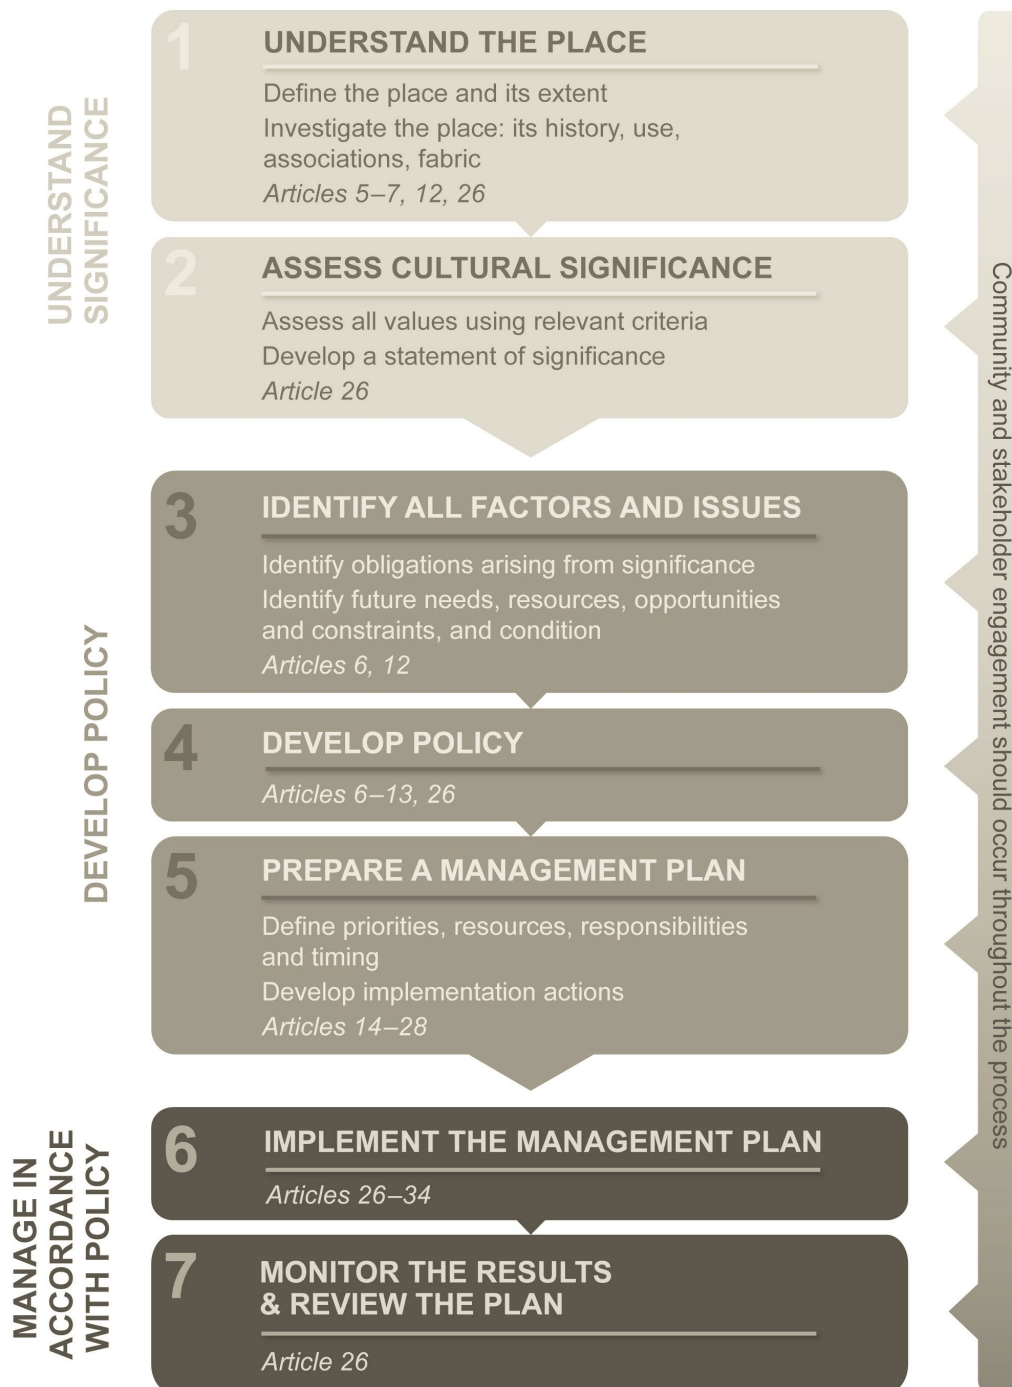 UNDERSTAND
SIGNIFICANCE
1
UNDERSTAND THE PLACE
Define the place and its extent
Investigate the place: its history, use,
associations, fabric
Articles 5–7, 12, 26
2
ASSESS CULTURAL SIGNIFICANCE
Assess all values using relevant criteria
Develop a statement of significance
Article 26
DEVELOP POLICY
3
IDENTIFY ALL FACTORS AND ISSUES
Identify obligations arising from significance
Identify future needs, resources, opportunities
and constraints, and condition
Articles 6, 12
4
DEVELOP POLICY
Articles 6–13, 26
5
PREPARE A MANAGEMENT PLAN
Define priorities, resources, responsibilities
and timing
Develop implementation actions
Articles 14–28
MANAGE IN
ACCORDANCE
WITH POLICY
6
IMPLEMENT THE MANAGEMENT PLAN
Articles 26–34
7
MONITOR THE RESULTS
& REVIEW THE PLAN
Article 26
Community and stakeholder engagement should occur throughout the process